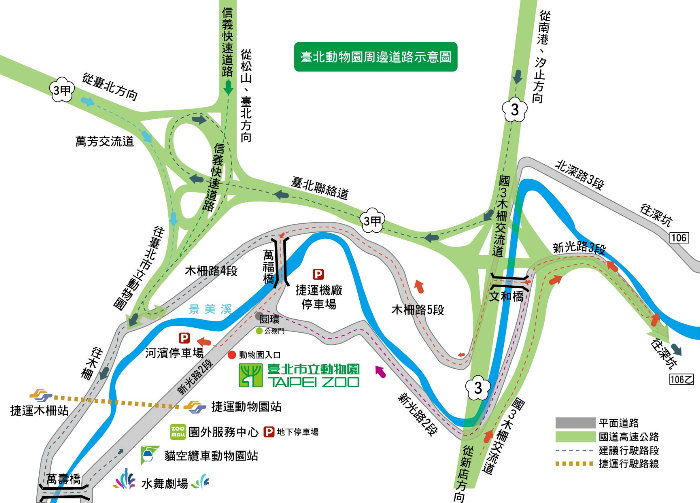 臺北動物園周邊道路示意圖
信義快速道路
從松山、臺北方向
從南港、汐止方向
3甲
從臺北方向
3
萬芳交流道
信義快速道路
北深路3段
往深坑
106
臺北聯絡道
3甲
國3木柵交流道
新光路3段
往臺北市立動物園
木柵路4段
萬福橋
捷運機廠
停車場
文和橋
木柵路5段
景美溪
圓環
公務門
往木柵
河濱停車場
動物園入口
往深坑
106乙
臺北市立動物園
TAIPEI ZOO
新光路2段
新光路2段
3
國3木柵交流道
捷運木柵站
捷運動物園站
ZOO
MALL
園外服務中心
地下停車場
從新店方向
貓空纜車動物園站
萬壽橋
水舞劇場
平面道路
國道高速公路
建議行駛路段
捷運行駛路線